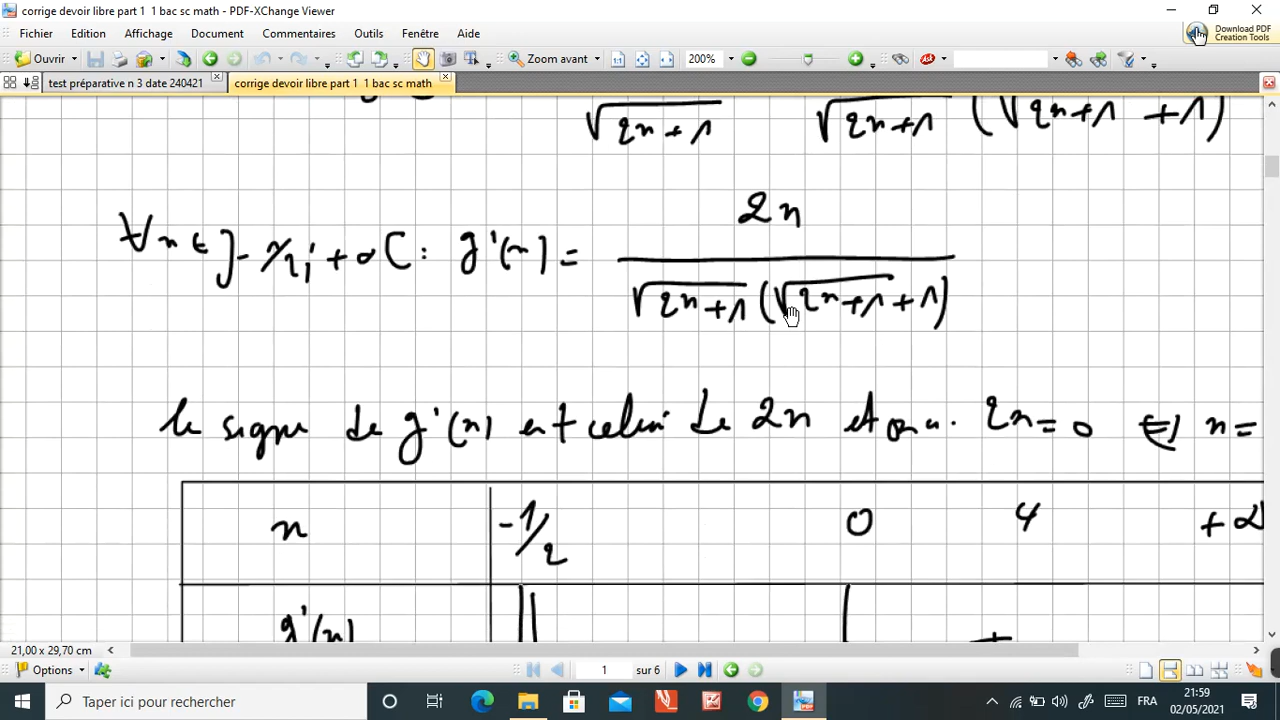 corrige devoir libre part 1 1 bac sc math - PDF-XChange Viewer
Fichier Edition Affichage Document Commentaires Outils Fenêtre Aide
Download PDF
Creation Tools
Ouvrir Zoom avant 200%
test préparative n 3 date 240421 corrige devoir libre part 1 1 bac sc math
√(2x+1) √(2x+1) (√(2x+1) +1)
∀x ∈ ]-1/2; +∞[ : g'(x) = 2x / (√(2x+1) (√(2x+1) +1))
le signe de g'(x) est celui de 2x et on a. 2x = 0 ⇔ x =
x -1/2 0 4 +∞
g'(x) +
21,00 x 29,70 cm
Options 1 sur 6
Taper ici pour rechercher FRA 21:59
02/05/2021